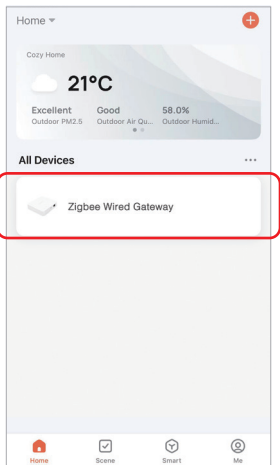 Home
Cozy Home
21°C
Excellent Good 58.0%
Outdoor PM2.5 Outdoor Air Qu... Outdoor Humid...
All Devices
Zigbee Wired Gateway
Home Scene Smart Me